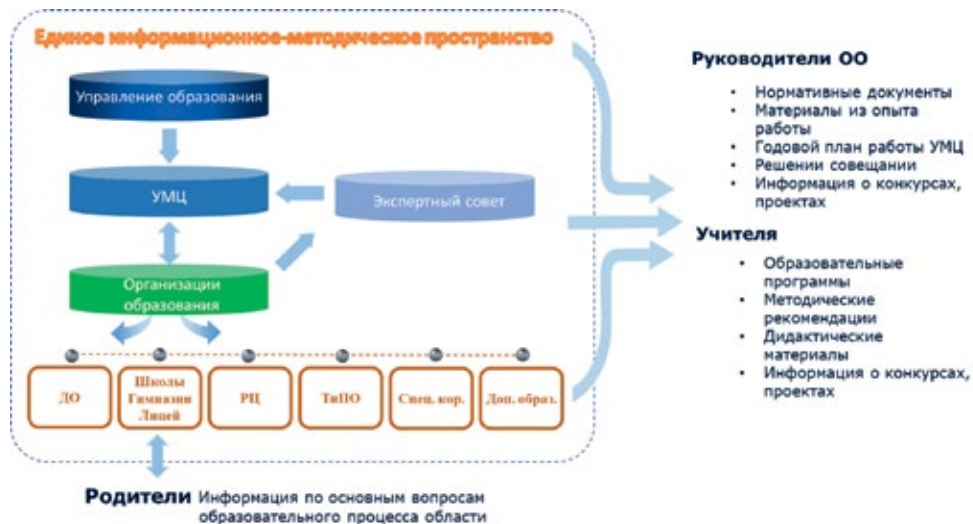 Единое информационное-методическое пространство
Управление образования
УМЦ
Экспертный совет
Организации
образования
ДО
Школы
Гимназии
Лицей
РЦ
ТиПО
Спец. кор.
Доп. образ.
Родители Информация по основным вопросам
образовательного процесса области
Руководители ОО
• Нормативные документы
• Материалы из опыта
работы
• Годовой план работы УМЦ
• Решении совещании
• Информация о конкурсах,
проектах
Учителя
• Образовательные
программы
• Методические
рекомендации
• Дидактические
материалы
• Информация о конкурсах,
проектах